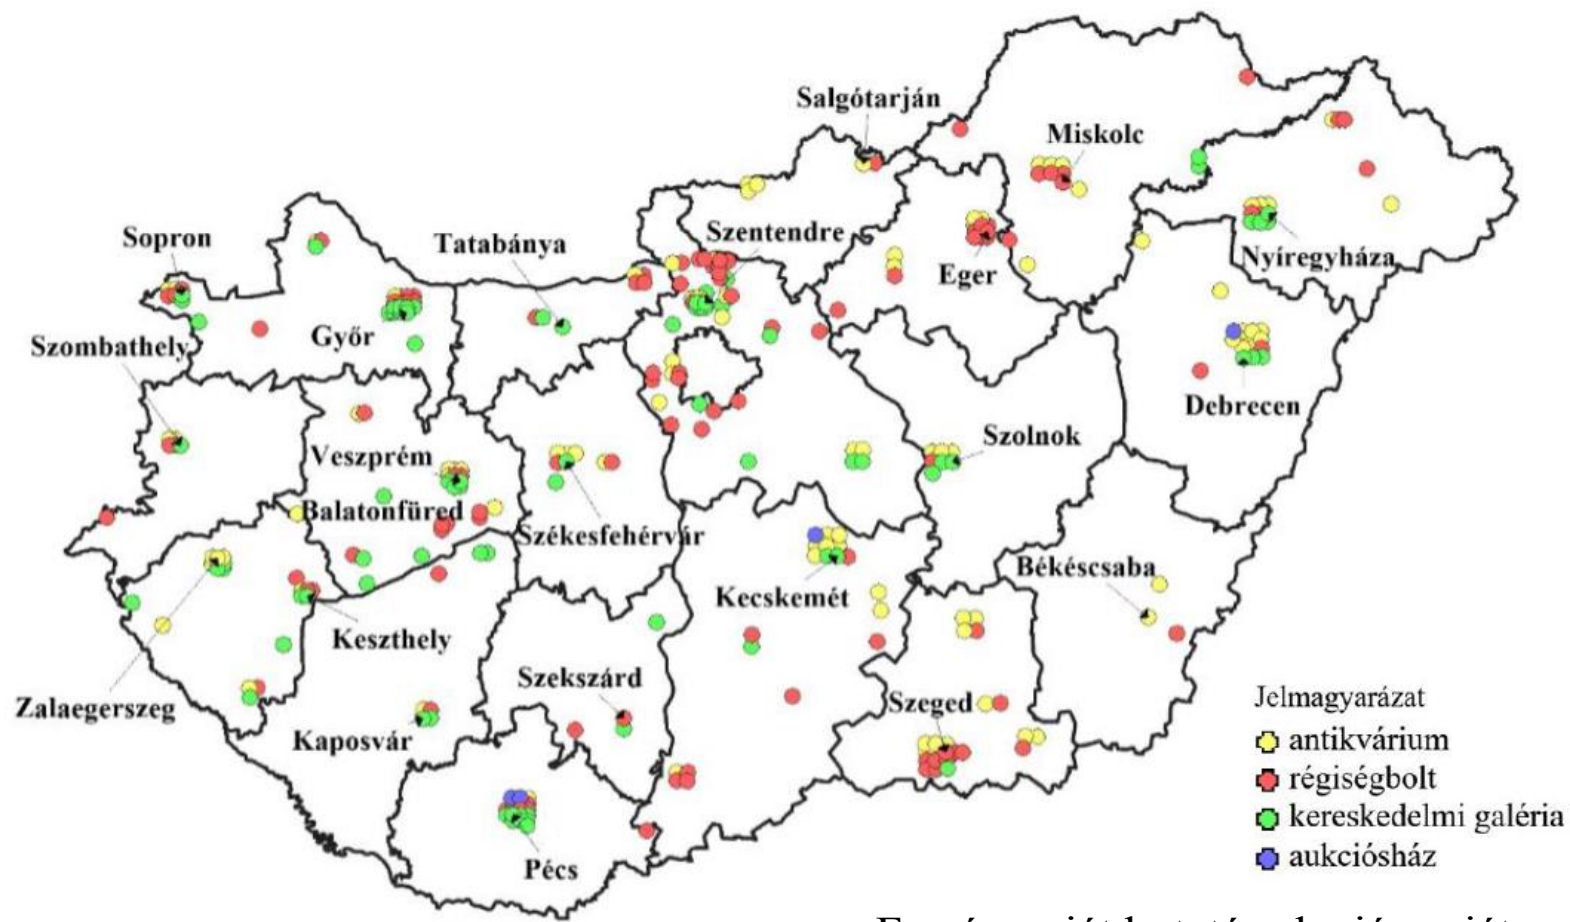 Salgótarján
Miskolc
Sopron
Tatabánya
Szentendre
Eger
Nyíregyháza
Szombathely
Győr
Debrecen
Veszprém
Szolnok
Balatonfüred
Székesfehérvár
Kecskemét
Békéscsaba
Keszthely
Szekszárd
Zalaegerszeg
Kaposvár
Szeged
Pécs
Jelmagyarázat
antikvárium
régiségbolt
kereskedelmi galéria
aukciósház